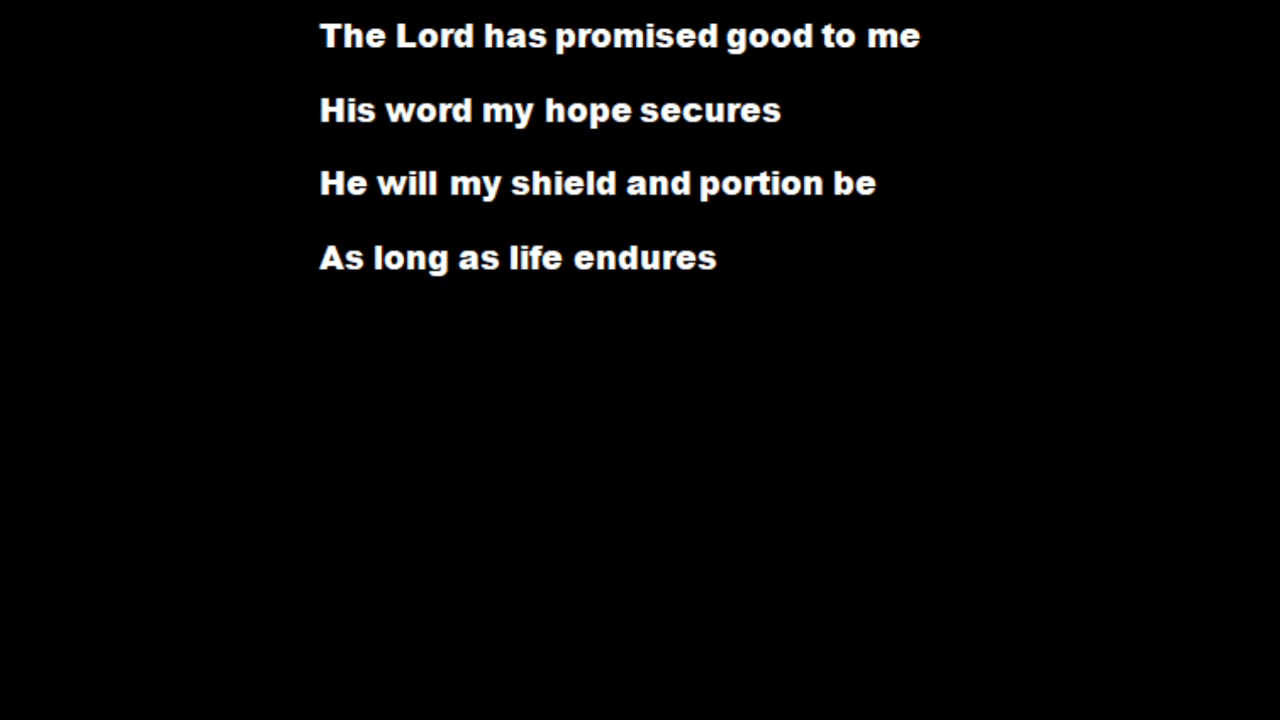 The Lord has promised good to me
His word my hope secures
He will my shield and portion be
As long as life endures